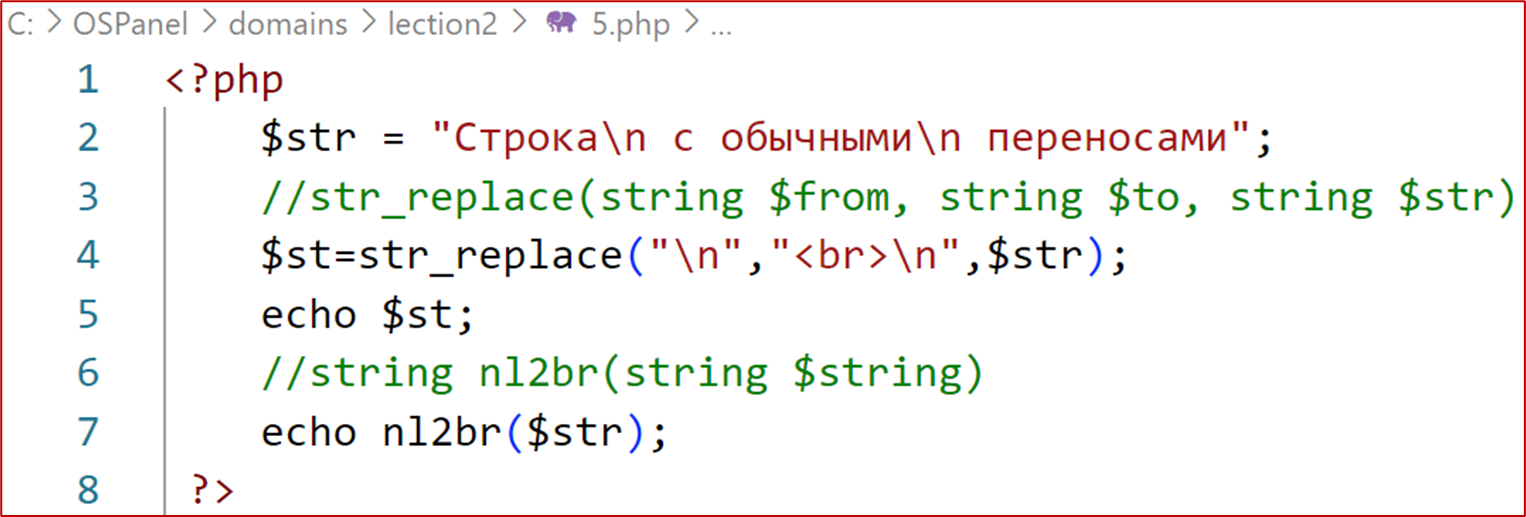 C: > OSPanel > domains > lection2 > 5.php > ...
1 <?php
2 $str = "Строка\n с обычными\n переносами";
3 //str_replace(string $from, string $to, string $str)
4 $st=str_replace("\n","<br>\n",$str);
5 echo $st;
6 //string nl2br(string $string)
7 echo nl2br($str);
8 ?>